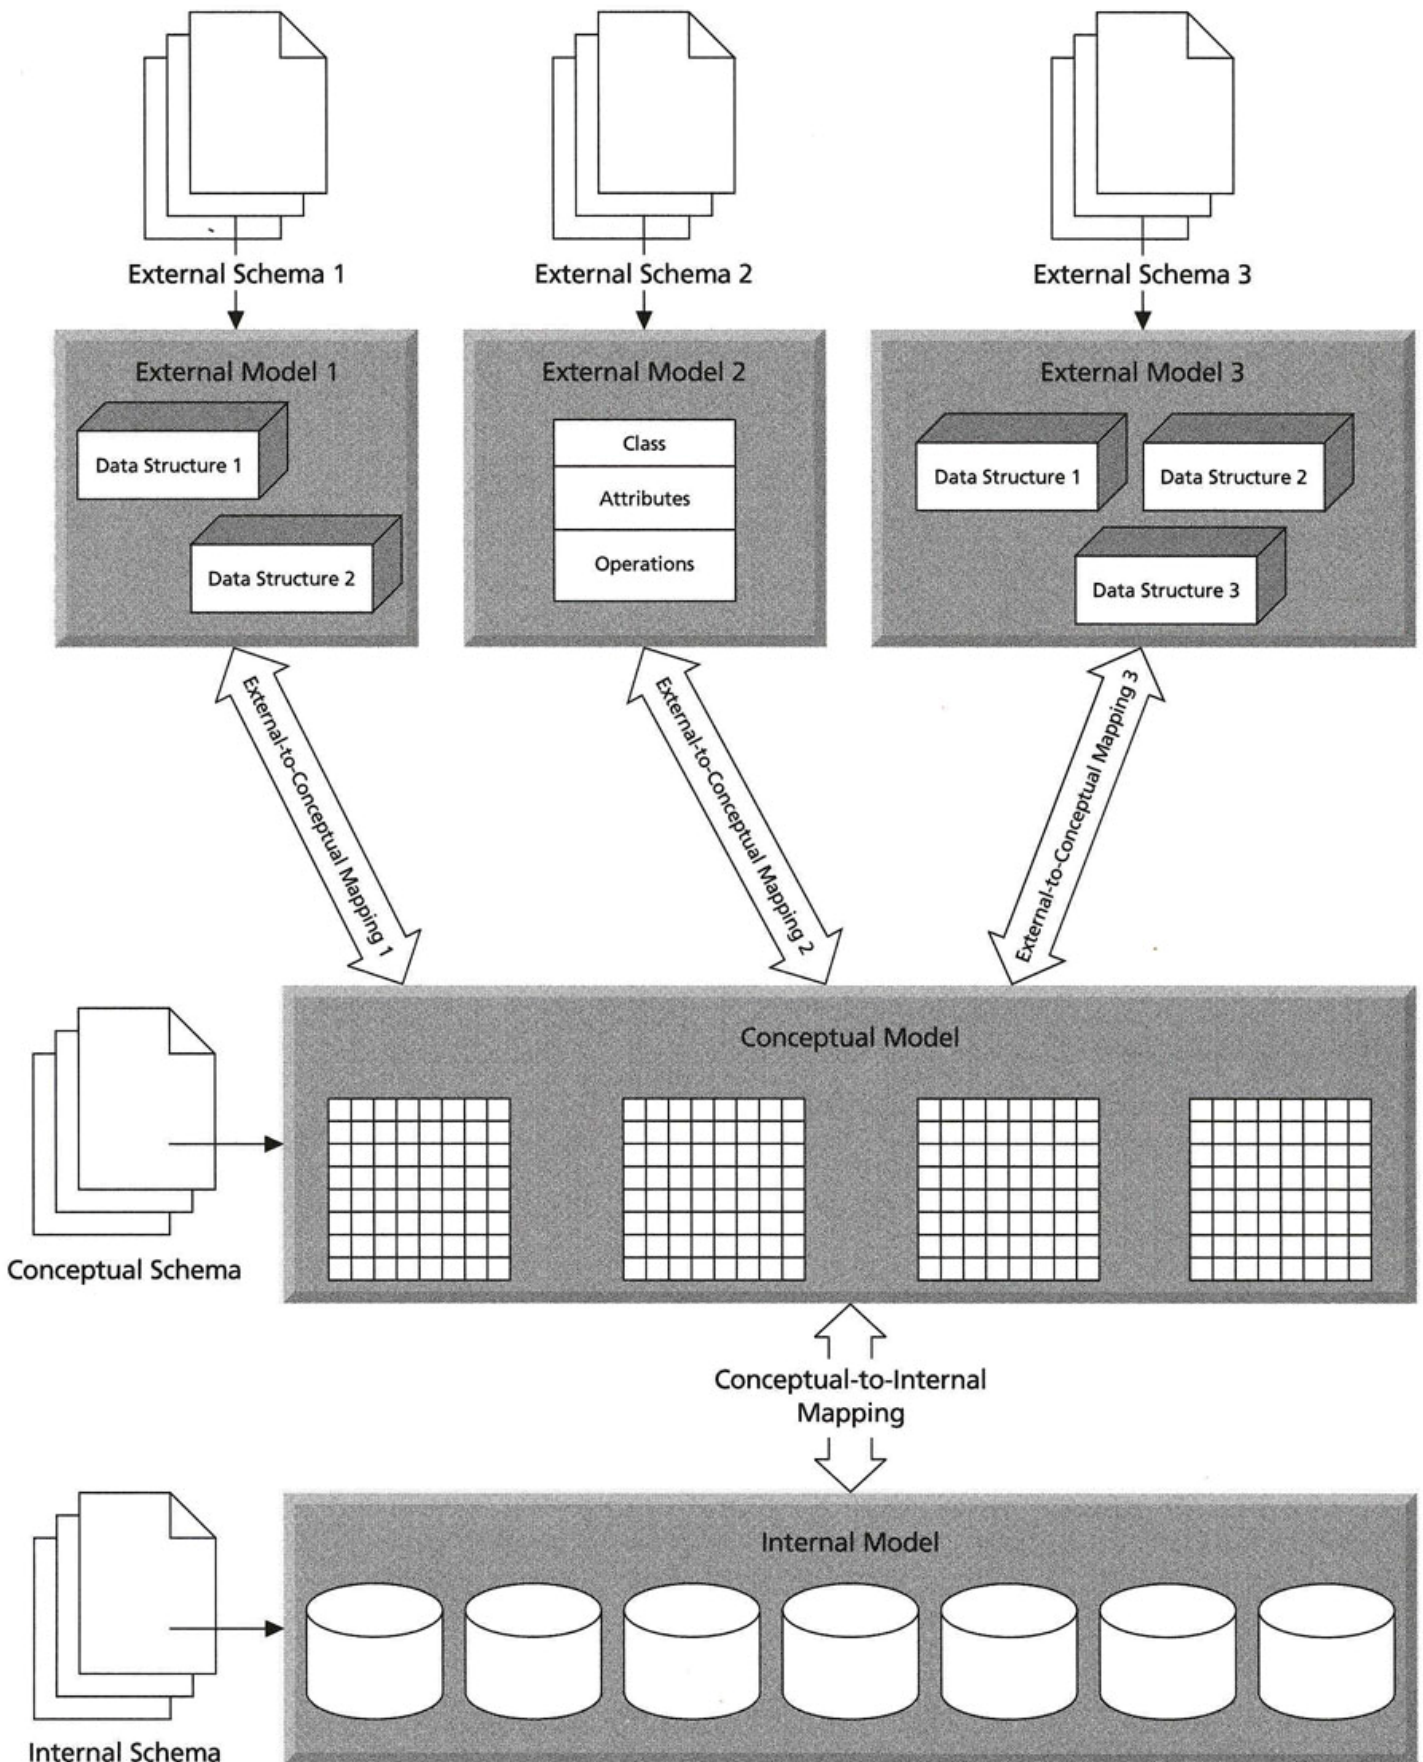 External Schema 1
External Schema 2
External Schema 3
External Model 1
External Model 2
External Model 3
Data Structure 1
Data Structure 2
Class
Attributes
Operations
Data Structure 1
Data Structure 2
Data Structure 3
External-to-Conceptual Mapping 1
External-to-Conceptual Mapping 2
External-to-Conceptual Mapping 3
Conceptual Model
Conceptual Schema
Conceptual-to-Internal
Mapping
Internal Model
Internal Schema